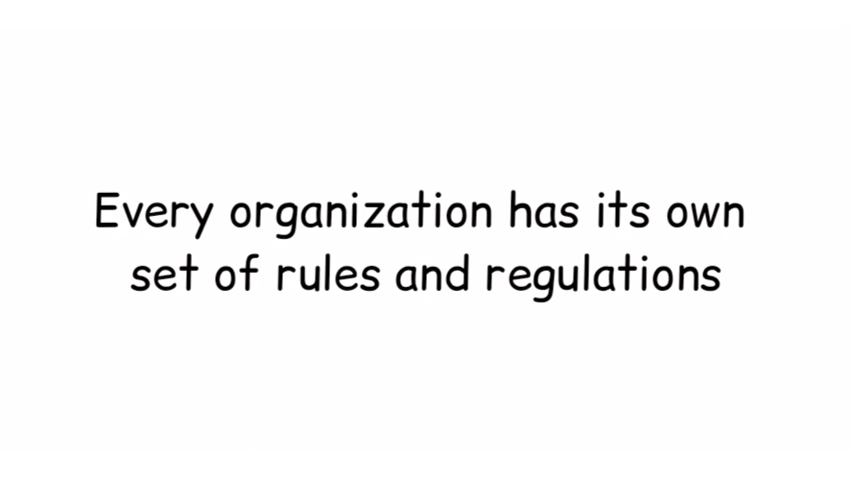 Every organization has its own
set of rules and regulations